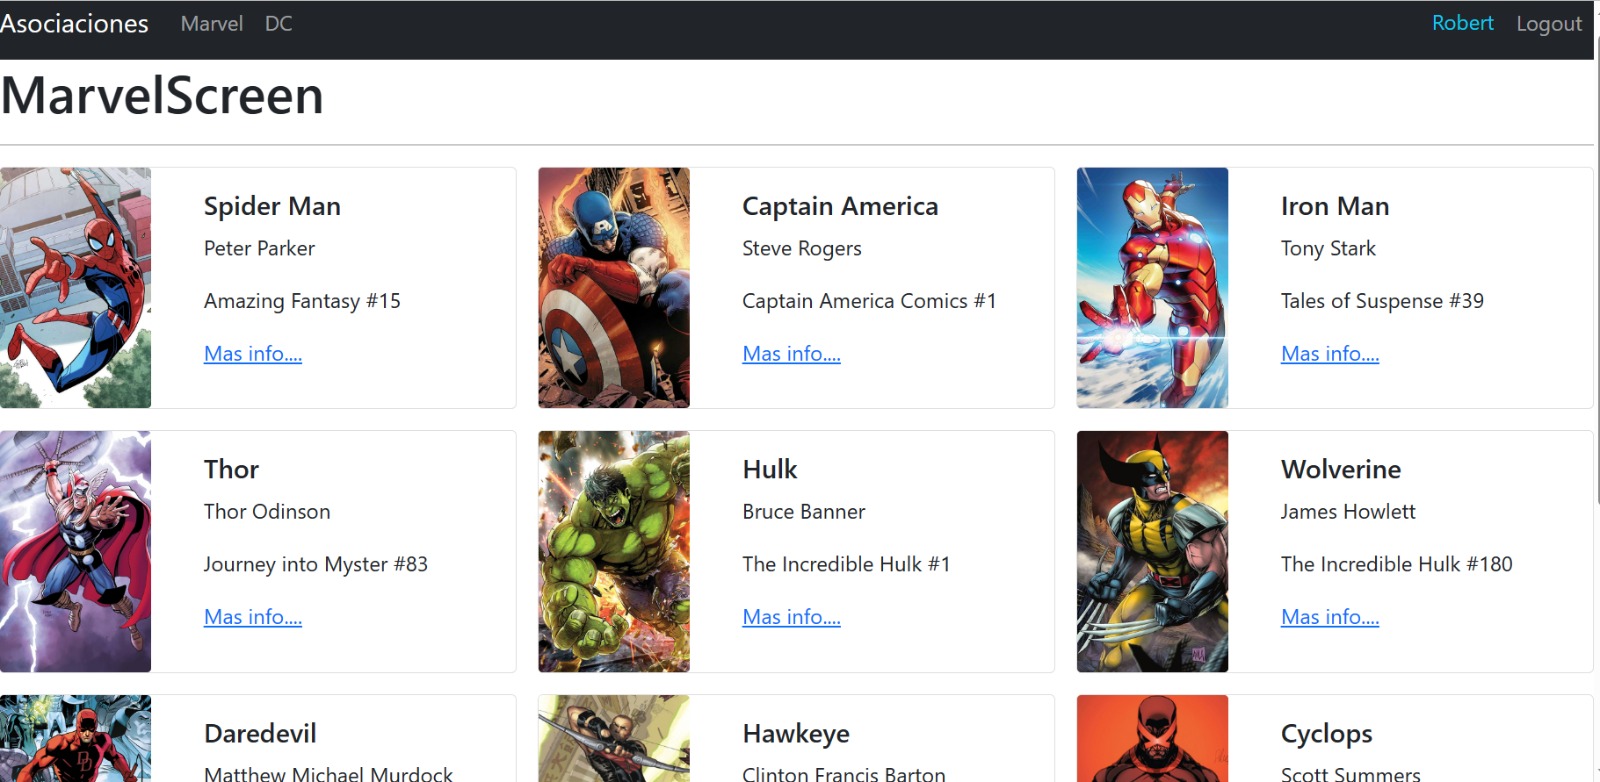 Asociaciones Marvel DC Robert Logout
MarvelScreen
Spider Man
Peter Parker
Amazing Fantasy #15
Mas info....
Captain America
Steve Rogers
Captain America Comics #1
Mas info....
Iron Man
Tony Stark
Tales of Suspense #39
Mas info....
Thor
Thor Odinson
Journey into Myster #83
Mas info....
Hulk
Bruce Banner
The Incredible Hulk #1
Mas info....
Wolverine
James Howlett
The Incredible Hulk #180
Mas info....
Daredevil
Matthew Michael Murdock
Hawkeye
Clinton Francis Barton
Cyclops
Scott Summers